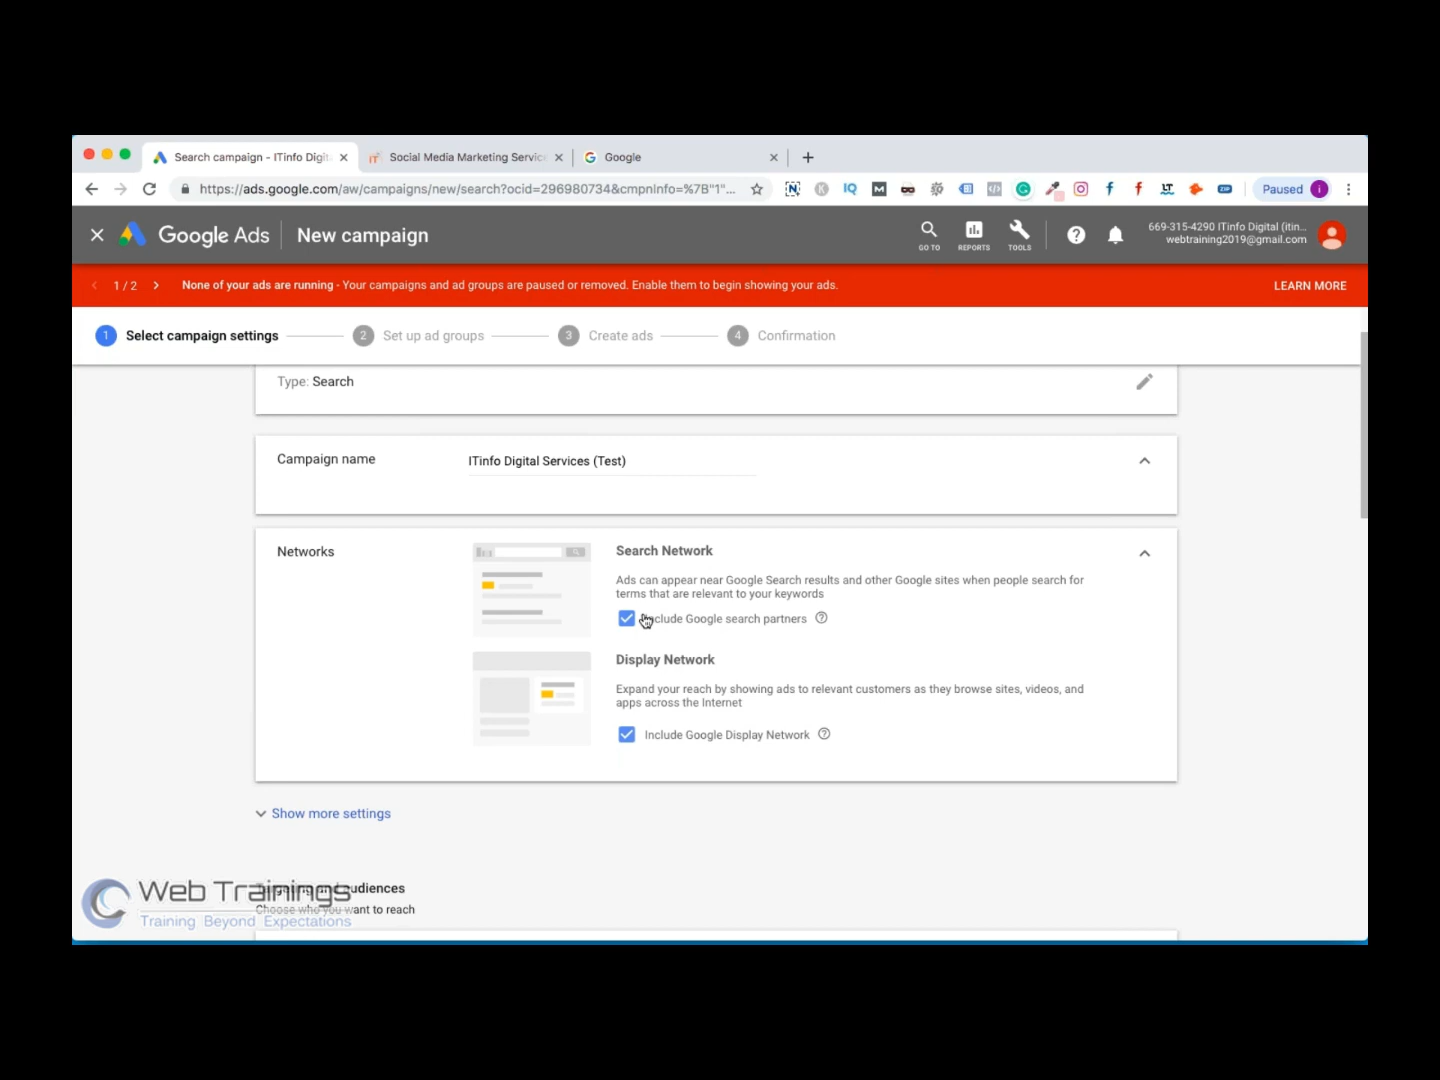 Search campaign - ITinfo Digit
Social Media Marketing Service
Google
https://ads.google.com/aw/campaigns/new/search?ocid=296980734&cmpnInfo=%7B"1"...
Paused
Google Ads
New campaign
GO TO
REPORTS
TOOLS
669-315-4290 ITinfo Digital (itin...
webtraining2019@gmail.com
1 / 2
None of your ads are running - Your campaigns and ad groups are paused or removed. Enable them to begin showing your ads.
LEARN MORE
1 Select campaign settings
2 Set up ad groups
3 Create ads
4 Confirmation
Type: Search
Campaign name
ITinfo Digital Services (Test)
Networks
Search Network
Ads can appear near Google Search results and other Google sites when people search for
terms that are relevant to your keywords
Include Google search partners
Display Network
Expand your reach by showing ads to relevant customers as they browse sites, videos, and
apps across the Internet
Include Google Display Network
Show more settings
Targeting and audiences
Choose who you want to reach
Web Trainings
Training Beyond Expectations